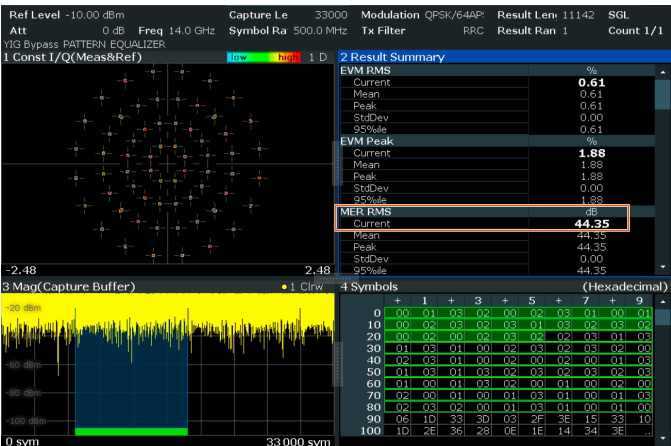 Ref Level -10.00 dBm Capture Le 33000 Modulation QPSK/64AP: Result Len 11142 SGL
Att 0 dB Freq 14.0 GHz Symbol Ra 500.0 MHz Tx Filter RRC Result Ran 1 Count 1/1
YIG Bypass PATTERN EQUALIZER
1 Const I/Q(Meas&Ref) low high 1 D
-2.48 2.48
2 Result Summary
EVM RMS %
Current 0.61
Mean 0.61
Peak 0.61
StdDev 0.00
95%ile 0.61
EVM Peak %
Current 1.88
Mean 1.88
Peak 1.88
StdDev 0.00
95%ile 1.88
MER RMS dB
Current 44.35
Mean 44.35
Peak 44.35
StdDev 0.00
95%ile 44.35
3 Mag(Capture Buffer) 1 Clrw
-20 dBm
-60 dBm
-80 dBm
-100 dBm
0 sym 33 000 sym
4 Symbols (Hexadecimal)
+ 1 + 3 + 5 + 7 + 9
0 00 01 03 02 00 02 03 01 00 01
10 00 02 03 02 03 01 03 02 03 02
20 00 02 00 02 03 02 02 03 01 03
30 01 03 01 00 02 03 02 03 02 00
40 02 03 01 00 02 03 01 00 02 03
50 01 03 01 03 02 03 01 03 02 03
60 01 02 01 03 02 00 01 01 00 00
70 02 00 01 00 01 03 01 00 01 00
80 02 03 02 00 01 03 01 00 02 00
90 06 1D 33 3D 03 2F 3E 15 33 10
100 1D 2E 36 28 0E 1E 14 34 3E